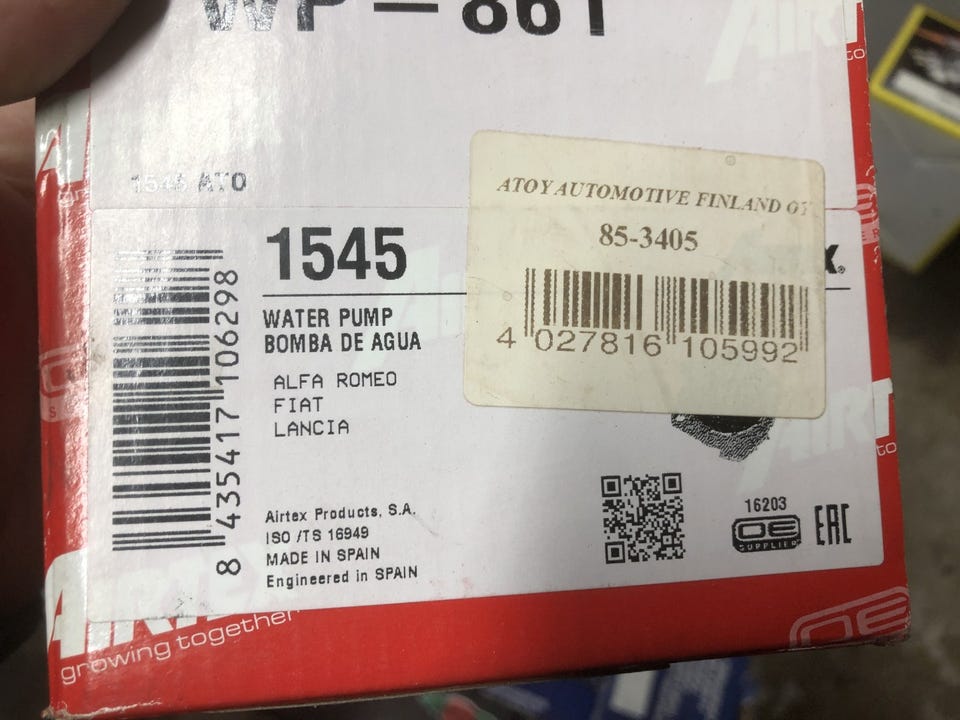 WP-861
1545 ATO
1545
WATER PUMP
BOMBA DE AGUA
ALFA ROMEO
FIAT
LANCIA
Airtex Products, S.A.
ISO /TS 16949
MADE IN SPAIN
Engineered in SPAIN
8 435417 106298
ATOY AUTOMOTIVE FINLAND OY
85-3405
4 027816 105992
16203
OE
SUPPLIER
EAC
AIRTEX
growing together
OE